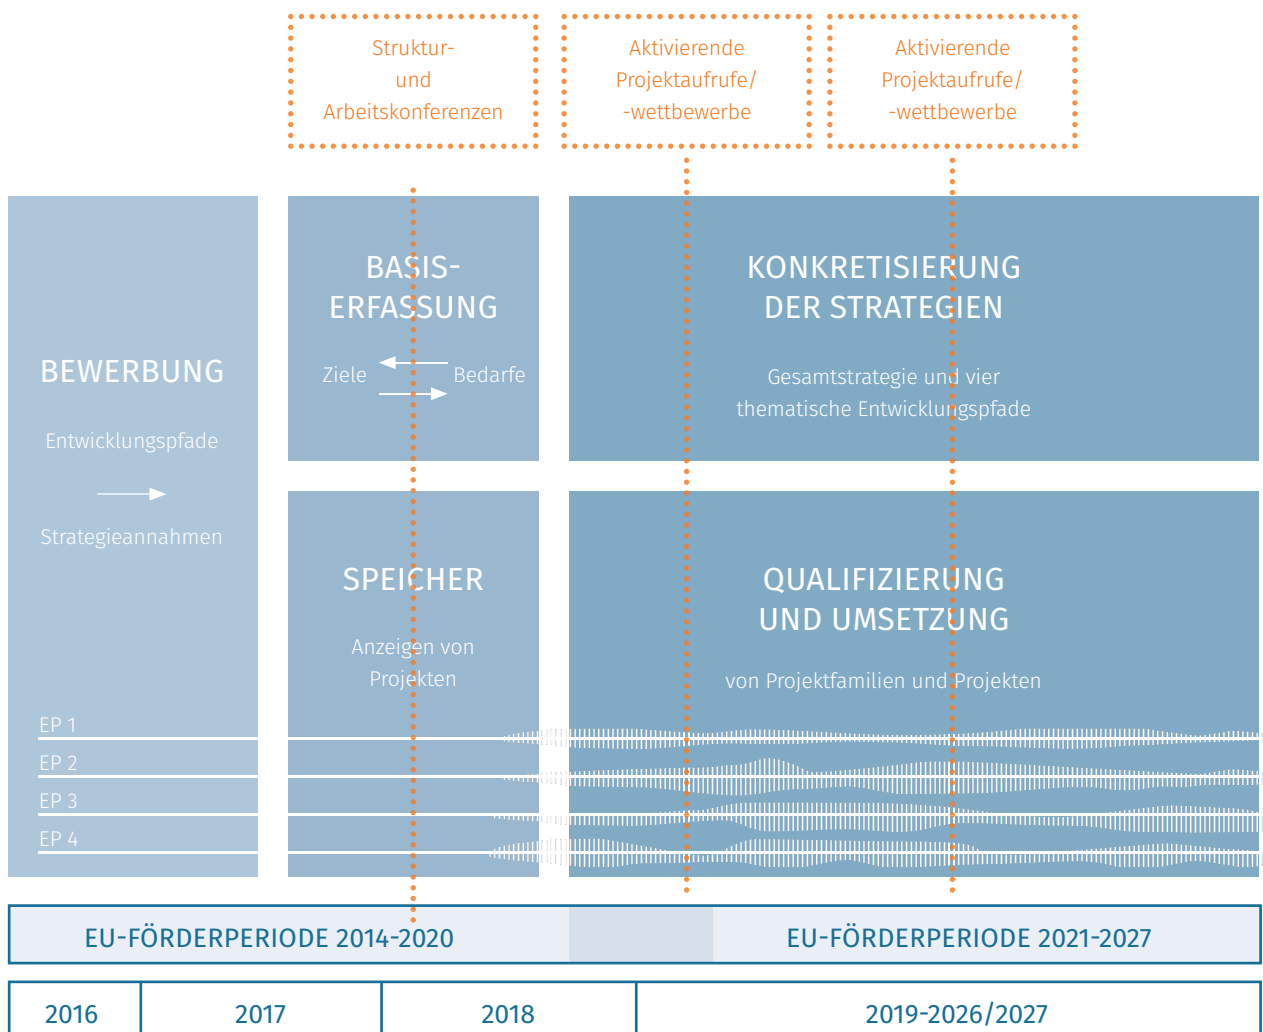 Struktur-
und
Arbeitskonferenzen
Aktivierende
Projektaufrufe/
-wettbewerbe
Aktivierende
Projektaufrufe/
-wettbewerbe
BEWERBUNG
Entwicklungspfade
Strategieannahmen
BASIS-
ERFASSUNG
Ziele
Bedarfe
KONKRETISIERUNG
DER STRATEGIEN
Gesamtstrategie und vier
thematische Entwicklungspfade
SPEICHER
Anzeigen von
Projekten
QUALIFIZIERUNG
UND UMSETZUNG
von Projektfamilien und Projekten
EP 1
EP 2
EP 3
EP 4
EU-FÖRDERPERIODE 2014-2020
EU-FÖRDERPERIODE 2021-2027
2016
2017
2018
2019-2026/2027